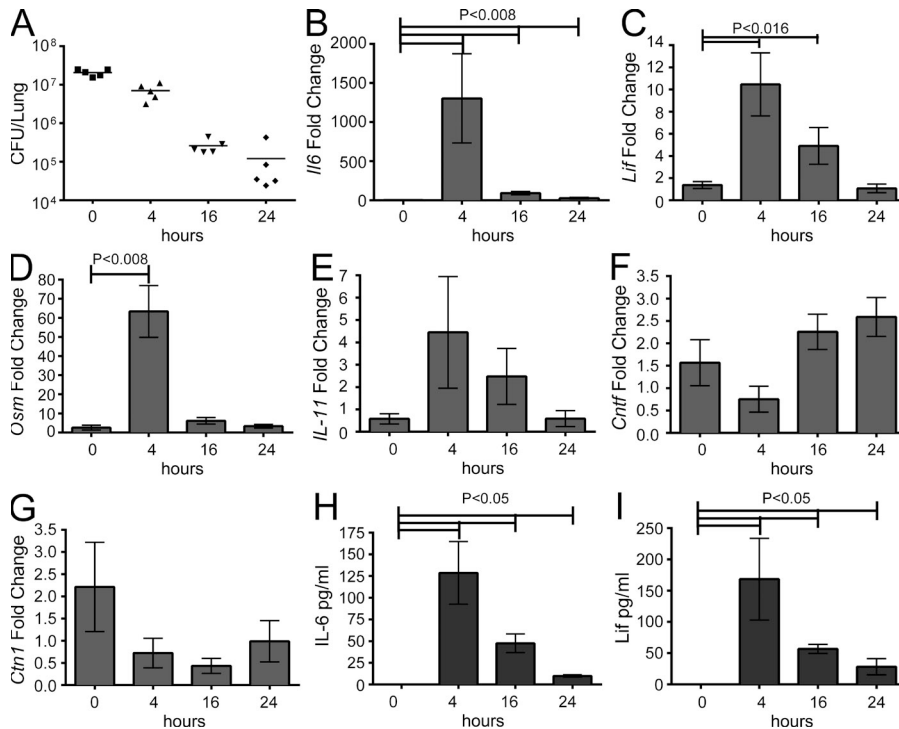 A
10⁸
10⁷
10⁶
10⁵
10⁴
CFU/Lung
0 4 16 24
hours
B
P<0.008
2000
1500
1000
500
0
Il6 Fold Change
0 4 16 24
hours
C
P<0.016
14
12
10
8
6
4
2
0
Lif Fold Change
0 4 16 24
hours
D
P<0.008
80
70
60
50
40
30
20
10
0
Osm Fold Change
0 4 16 24
hours
E
7
6
5
4
3
2
1
0
IL-11 Fold Change
0 4 16 24
hours
F
3.5
3.0
2.5
2.0
1.5
1.0
0.5
0.0
Cntf Fold Change
0 4 16 24
hours
G
3.5
3.0
2.5
2.0
1.5
1.0
0.5
0.0
Ctn1 Fold Change
0 4 16 24
hours
H
P<0.05
175
150
125
100
75
50
25
0
IL-6 pg/ml
0 4 16 24
hours
I
P<0.05
250
200
150
100
50
0
Lif pg/ml
0 4 16 24
hours